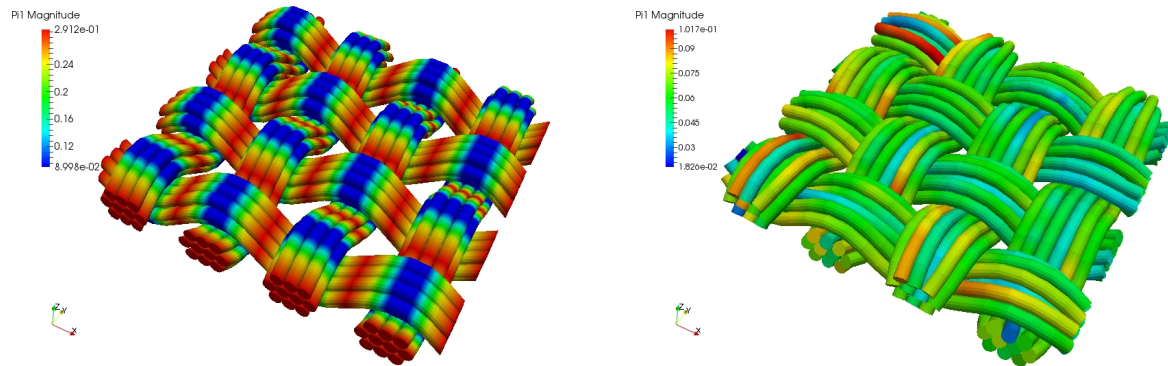 Pi1 Magnitude
2.912e-01
0.24
0.2
0.16
0.12
8.998e-02
Z Y
X
Pi1 Magnitude
1.017e-01
0.09
0.075
0.06
0.045
0.03
1.826e-02
Z Y
X